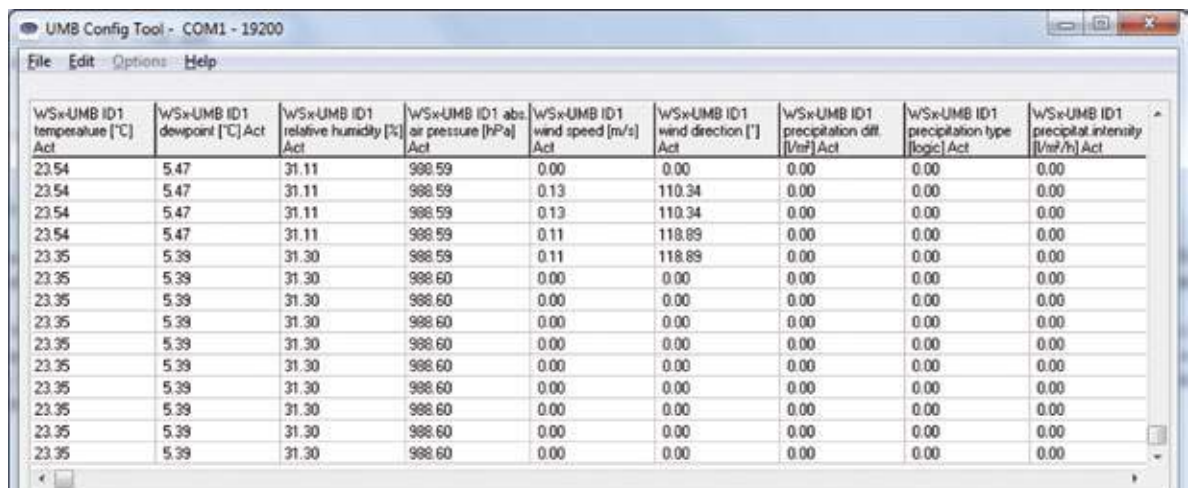 UMB Config Tool - COM1 - 19200
File Edit Options Help
WSx-UMB ID1 WSx-UMB ID1 WSx-UMB ID1 WSx-UMB ID1 abs. WSx-UMB ID1 WSx-UMB ID1 WSx-UMB ID1 WSx-UMB ID1 WSx-UMB ID1
temperature [°C] dewpoint [°C] Act relative humidity [%] air pressure [hPa] wind speed [m/s] wind direction [°] precipitation diff. precipitation type precipitat.intensity
Act Act Act Act Act [l/m²] Act [logic] Act [l/m²/h] Act
23.54 5.47 31.11 988.59 0.00 0.00 0.00 0.00 0.00
23.54 5.47 31.11 988.59 0.13 110.34 0.00 0.00 0.00
23.54 5.47 31.11 988.59 0.13 110.34 0.00 0.00 0.00
23.54 5.47 31.11 988.59 0.11 118.89 0.00 0.00 0.00
23.35 5.39 31.30 988.59 0.11 118.89 0.00 0.00 0.00
23.35 5.39 31.30 988.60 0.00 0.00 0.00 0.00 0.00
23.35 5.39 31.30 988.60 0.00 0.00 0.00 0.00 0.00
23.35 5.39 31.30 988.60 0.00 0.00 0.00 0.00 0.00
23.35 5.39 31.30 988.60 0.00 0.00 0.00 0.00 0.00
23.35 5.39 31.30 988.60 0.00 0.00 0.00 0.00 0.00
23.35 5.39 31.30 988.60 0.00 0.00 0.00 0.00 0.00
23.35 5.39 31.30 988.60 0.00 0.00 0.00 0.00 0.00
23.35 5.39 31.30 988.60 0.00 0.00 0.00 0.00 0.00
23.35 5.39 31.30 988.60 0.00 0.00 0.00 0.00 0.00